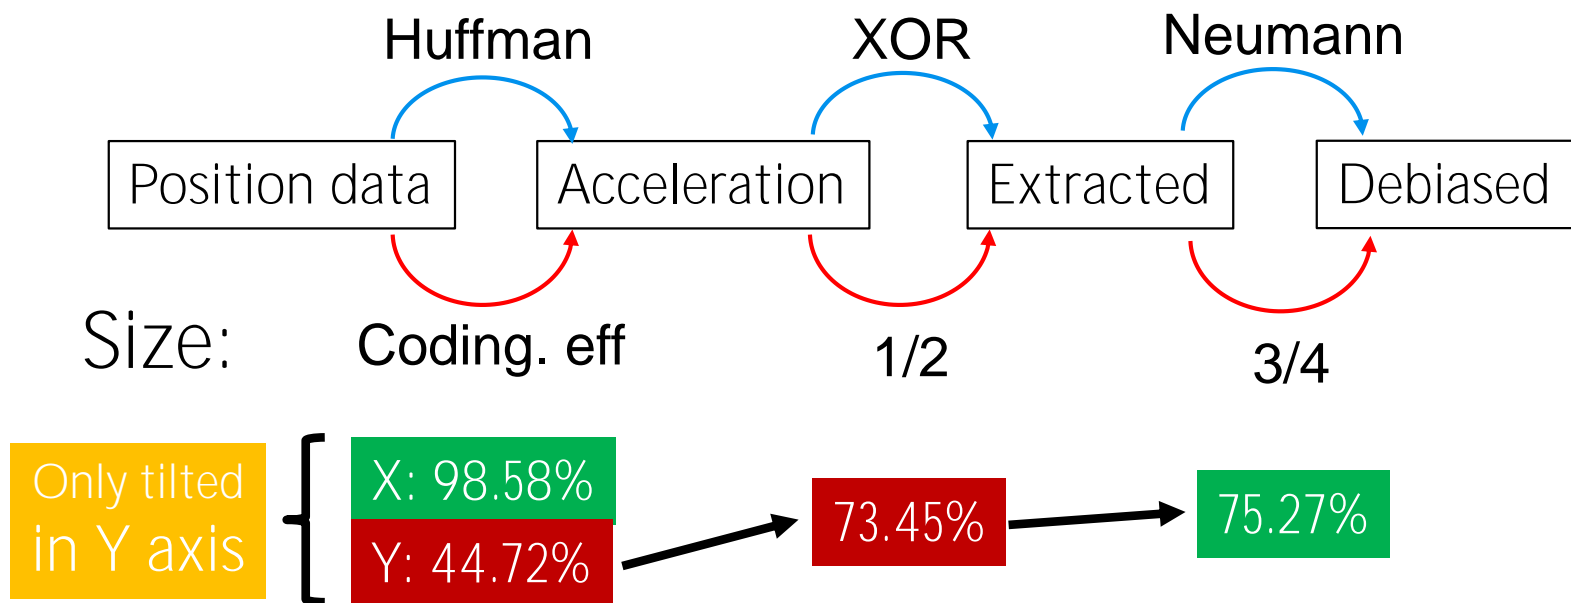 Huffman XOR Neumann
Position data Acceleration Extracted Debiased
Size: Coding. eff 1/2 3/4
Only tilted
in Y axis
X: 98.58%
Y: 44.72%
73.45%
75.27%